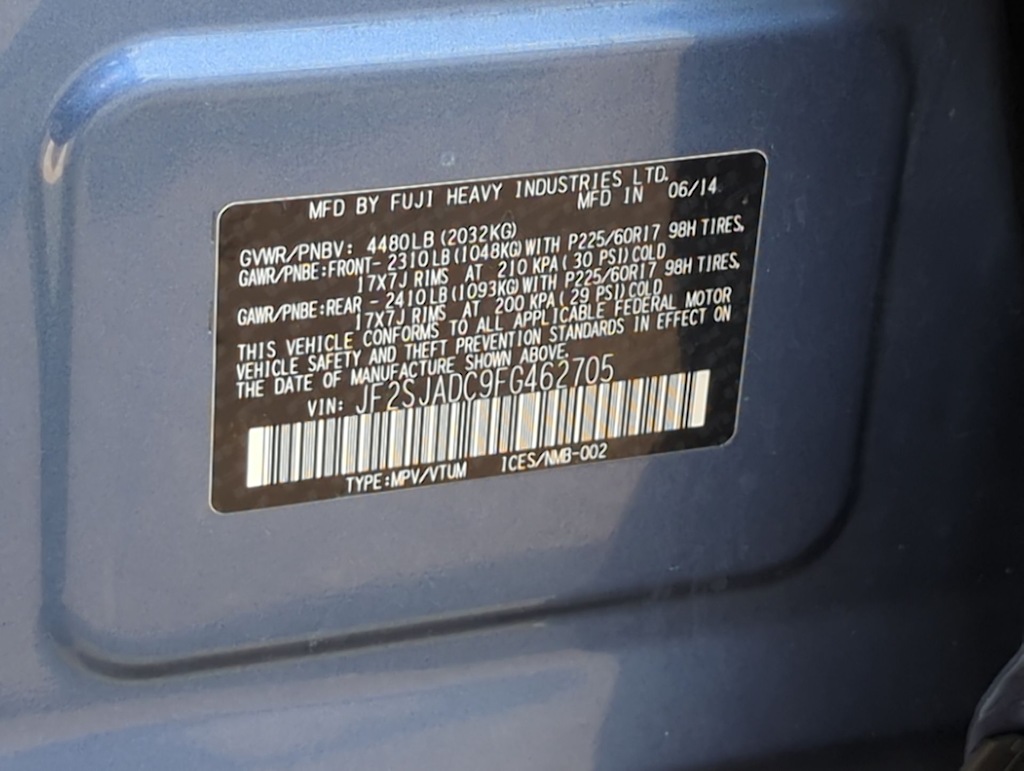 MFD BY FUJI HEAVY INDUSTRIES LTD.
MFD IN 06/14
GVWR/PNBV: 4480LB (2032KG)
GAWR/PNBE:FRONT- 2310LB(1048KG)WITH P225/60R17 98H TIRES,
17X7J RIMS AT 210 KPA( 30 PSI)COLD
GAWR/PNBE:REAR - 2410LB(1093KG)WITH P225/60R17 98H TIRES,
17X7J RIMS AT 200 KPA( 29 PSI)COLD
THIS VEHICLE CONFORMS TO ALL APPLICABLE FEDERAL MOTOR
VEHICLE SAFETY AND THEFT PREVENTION STANDARDS IN EFFECT ON
THE DATE OF MANUFACTURE SHOWN ABOVE.
VIN: JF2SJADC9FG462705
TYPE:MPV/VTUM ICES/NMB-002